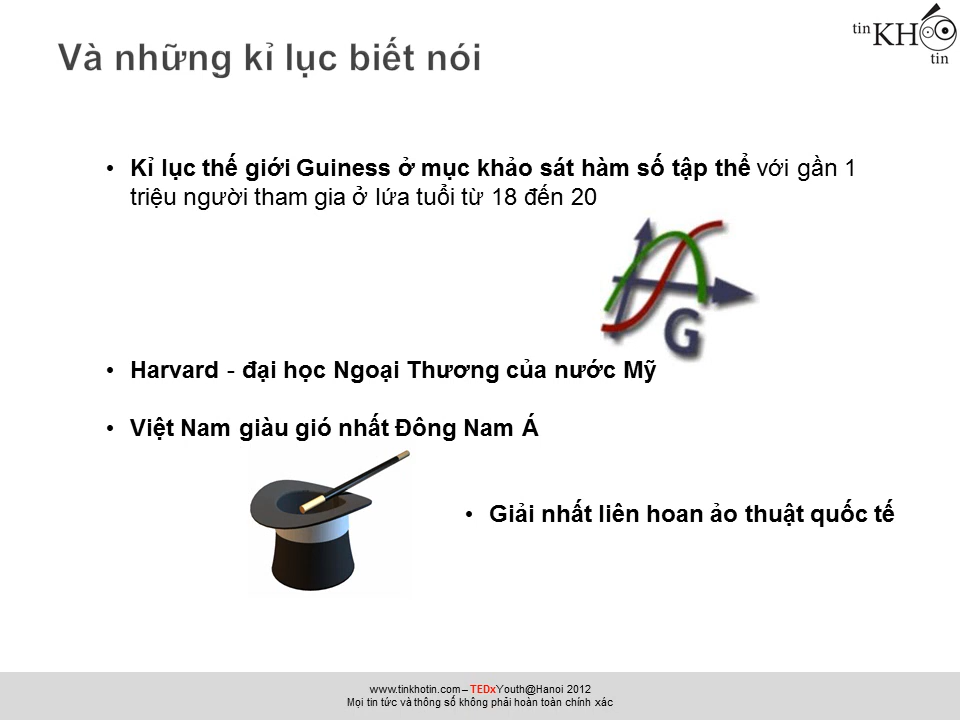 Và những kỉ lục biết nói
tin KHÓ tin
• Kỉ lục thế giới Guiness ở mục khảo sát hàm số tập thể với gần 1
triệu người tham gia ở lứa tuổi từ 18 đến 20
G
• Harvard - đại học Ngoại Thương của nước Mỹ
• Việt Nam giàu gió nhất Đông Nam Á
• Giải nhất liên hoan ảo thuật quốc tế
www.tinkhotin.com – TEDxYouth@Hanoi 2012
Mọi tin tức và thông số không phải hoàn toàn chính xác